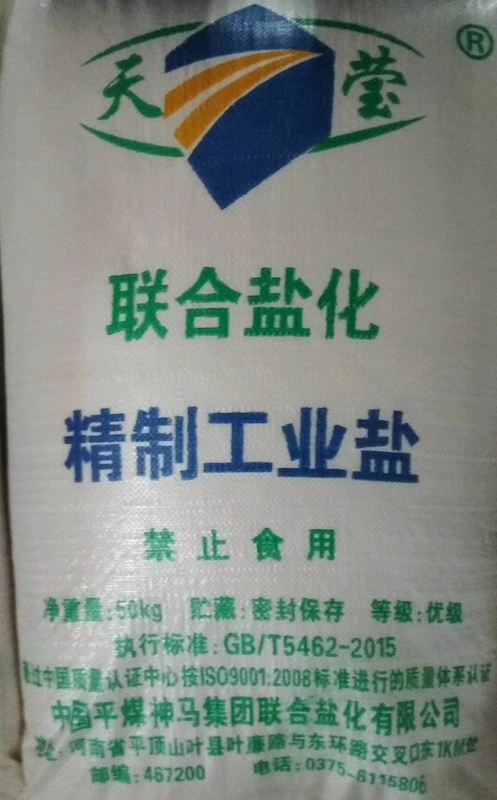 天 莹 ®
联合盐化
精制工业盐
禁止食用
净重量:50kg 贮藏:密封保存 等级:优级
执行标准:GB/T5462-2015
通过中国质量认证中心按ISO9001:2008标准进行的质量体系认证
中国平煤神马集团联合盐化有限公司
河南省平顶山叶县叶廉路与东环路交叉口东1KM处
邮编:467200 电话:0375-6115806